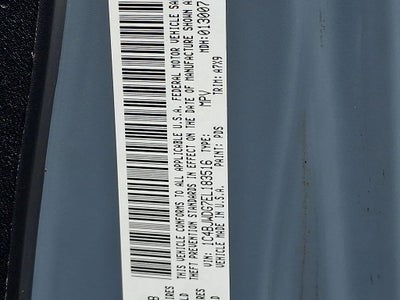 THIS VEHICLE CONFORMS TO ALL APPLICABLE U.S.A. FEDERAL MOTOR VEHICLE SA
THEFT PREVENTION STANDARDS IN EFFECT ON THE DATE OF MANUFACTURE SHOWN A
VIN: 1C4BJWDG7EL183516 TYPE: MPV MDH:013007
VEHICLE MADE IN U.S.A. PAINT: PDS TRIM: A7X9